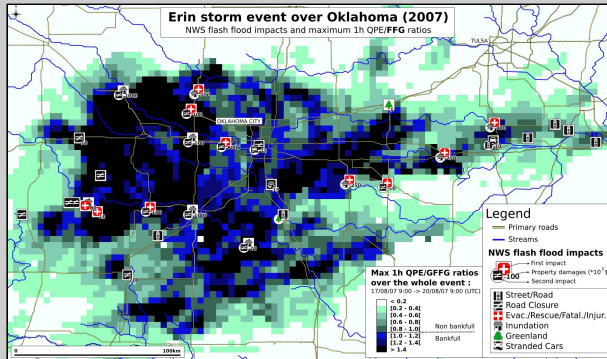 Erin storm event over Oklahoma (2007)
NWS flash flood impacts and maximum 1h QPE/FFG ratios
TULSA
OKLAHOMA CITY
Legend
Primary roads
Streams
NWS flash flood impacts
First impact
Property damages (*10³$)
100
Second impact
Street/Road
Road Closure
Evac./Rescue/Fatal./Injur.
Inundation
Greenland
Stranded Cars
Max 1h QPE/GFFG ratios
over the whole event :
17/08/07 9:00 -> 20/08/07 9:00 (UTC)
< 0.2
[0.2 - 0.4[
[0.4 - 0.6[
[0.6 - 0.8[
[0.8 - 1.0[
Non bankfull
[1.0 - 1.2[
Bankfull
[1.2 - 1.4[
> 1.4
0
100km